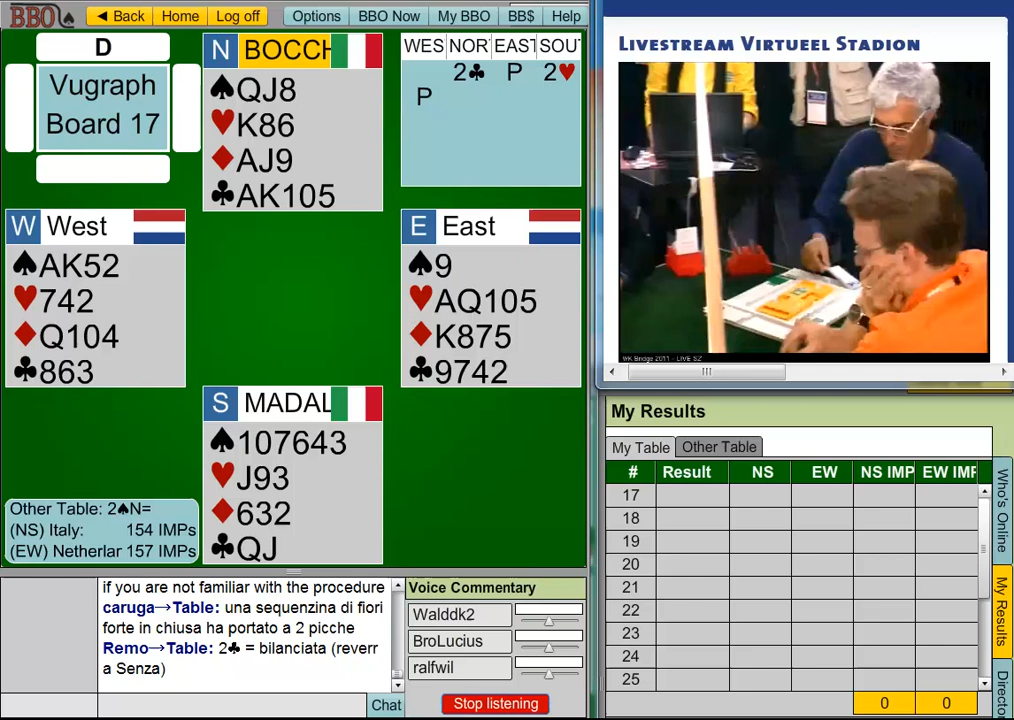 BBO
Back Home Log off
Options BBO Now My BBO BB$ Help
D
Vugraph
Board 17
N BOCCH
♠QJ8
♥K86
♦AJ9
♣AK105
WES NOR EAST SOU
2♣ P 2♥
P
W West
♠AK52
♥742
♦Q104
♣863
E East
♠9
♥AQ105
♦K875
♣9742
S MADAL
♠107643
♥J93
♦632
♣QJ
Other Table: 2♠N=
(NS) Italy: 154 IMPs
(EW) Netherlar 157 IMPs
if you are not familiar with the procedure
caruga→Table: una sequenzina di fiori
forte in chiusa ha portato a 2 picche
Remo→Table: 2♣ = bilanciata (reverr
a Senza)
Chat
Voice Commentary
Walddk2
BroLucius
ralfwil
Stop listening
Livestream Virtueel Stadion
WK Bridge 2011 - LIVE SZ
My Results
My Table Other Table
# Result NS EW NS IMP EW IMF
17
18
19
20
21
22
23
24
25
0 0
Who's Online
My Results
Director